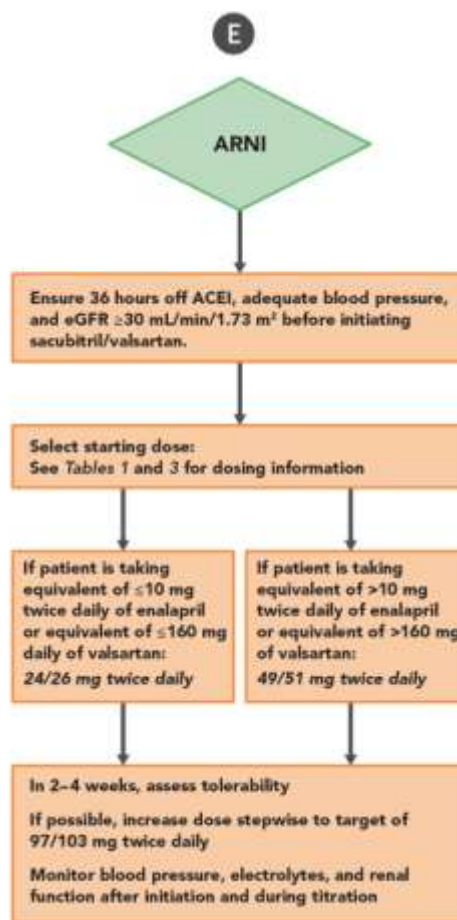 E
ARNI
Ensure 36 hours off ACEI, adequate blood pressure,
and eGFR ≥30 mL/min/1.73 m² before initiating
sacubitril/valsartan.
Select starting dose:
See Tables 1 and 3 for dosing information
If patient is taking
equivalent of ≤10 mg
twice daily of enalapril
or equivalent of ≤160 mg
daily of valsartan:
24/26 mg twice daily
If patient is taking
equivalent of >10 mg
twice daily of enalapril
or equivalent of >160 mg
of valsartan:
49/51 mg twice daily
In 2–4 weeks, assess tolerability
If possible, increase dose stepwise to target of
97/103 mg twice daily
Monitor blood pressure, electrolytes, and renal
function after initiation and during titration